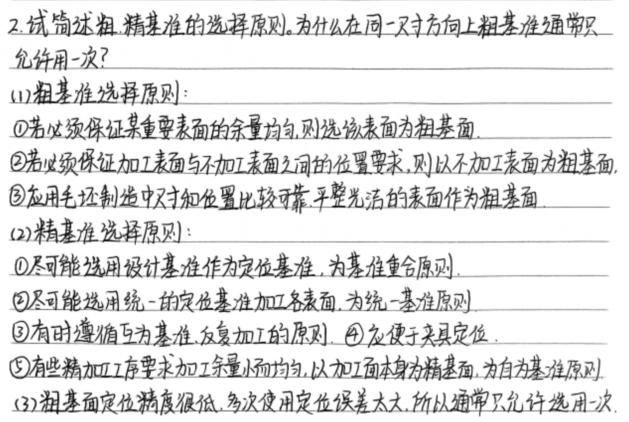 2.试简述粗.精基准的选择原则。为什么在同一尺寸方向上粗基准通常只
允许用一次?
(1)粗基准选择原则:
①若必须保证某重要表面的余量均匀,则选该表面为粗基面.
②若必须保证加工表面与不加工表面之间的位置要求,则以不加工表面为粗基面.
③应用毛坯制造中尺寸和位置比较可靠.平整光洁的表面作为粗基面.
(2)精基准选择原则:
①尽可能选用设计基准作为定位基准.为基准重合原则.
②尽可能选用统一的定位基准加工各表面.为统一基准原则.
③有时遵循互为基准.反复加工的原则. ④应便于夹具定位.
⑤有些精加工工序要求加工余量小而均匀,以加工面本身为精基面.为自为基准原则
(3)粗基面定位精度很低.多次使用定位误差太大.所以通常只允许选用一次.